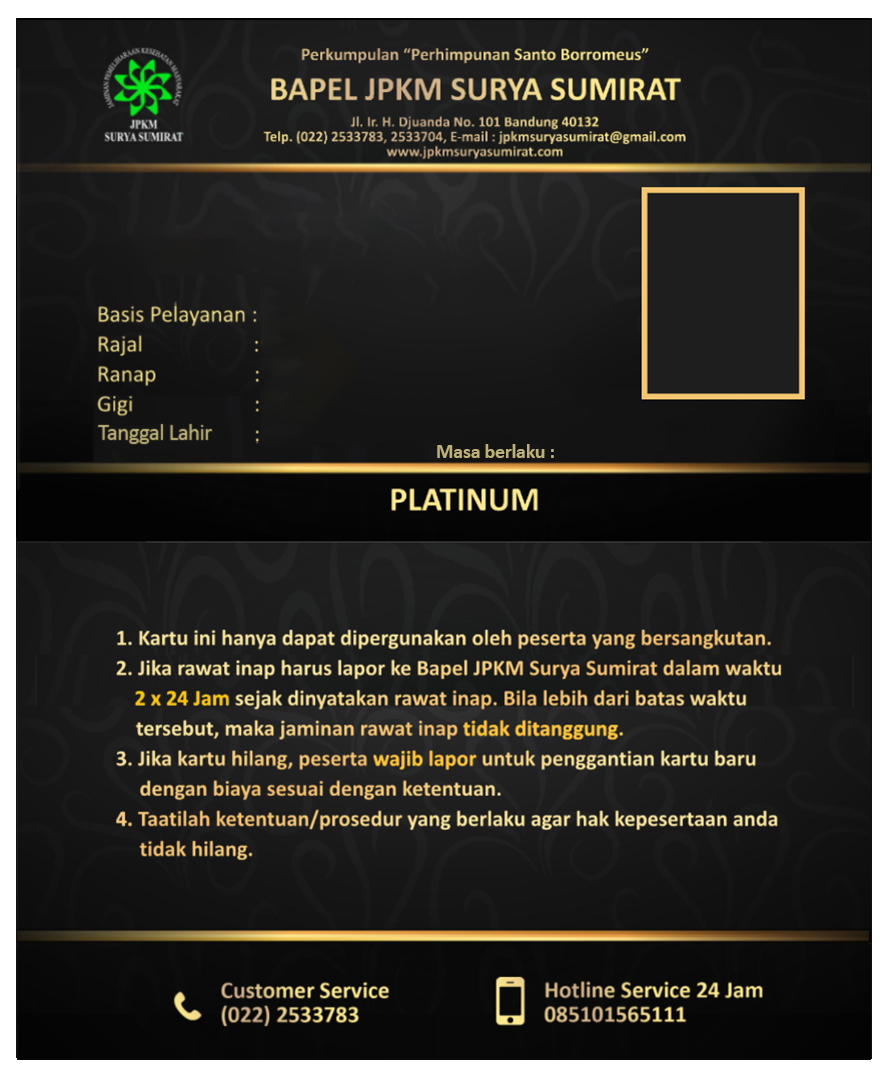 JAMINAN PEMELIHARAAN KESEHATAN MASYARAKAT
JPKM
SURYA SUMIRAT
Perkumpulan “Perhimpunan Santo Borromeus”
BAPEL JPKM SURYA SUMIRAT
Jl. Ir. H. Djuanda No. 101 Bandung 40132
Telp. (022) 2533783, 2533704, E-mail : jpkmsuryasumirat@gmail.com
www.jpkmsuryasumirat.com
Basis Pelayanan :
Rajal :
Ranap :
Gigi :
Tanggal Lahir ;
Masa berlaku :
PLATINUM
1. Kartu ini hanya dapat dipergunakan oleh peserta yang bersangkutan.
2. Jika rawat inap harus lapor ke Bapel JPKM Surya Sumirat dalam waktu
2 x 24 Jam sejak dinyatakan rawat inap. Bila lebih dari batas waktu
tersebut, maka jaminan rawat inap tidak ditanggung.
3. Jika kartu hilang, peserta wajib lapor untuk penggantian kartu baru
dengan biaya sesuai dengan ketentuan.
4. Taatilah ketentuan/prosedur yang berlaku agar hak kepesertaan anda
tidak hilang.
Customer Service
(022) 2533783
Hotline Service 24 Jam
085101565111